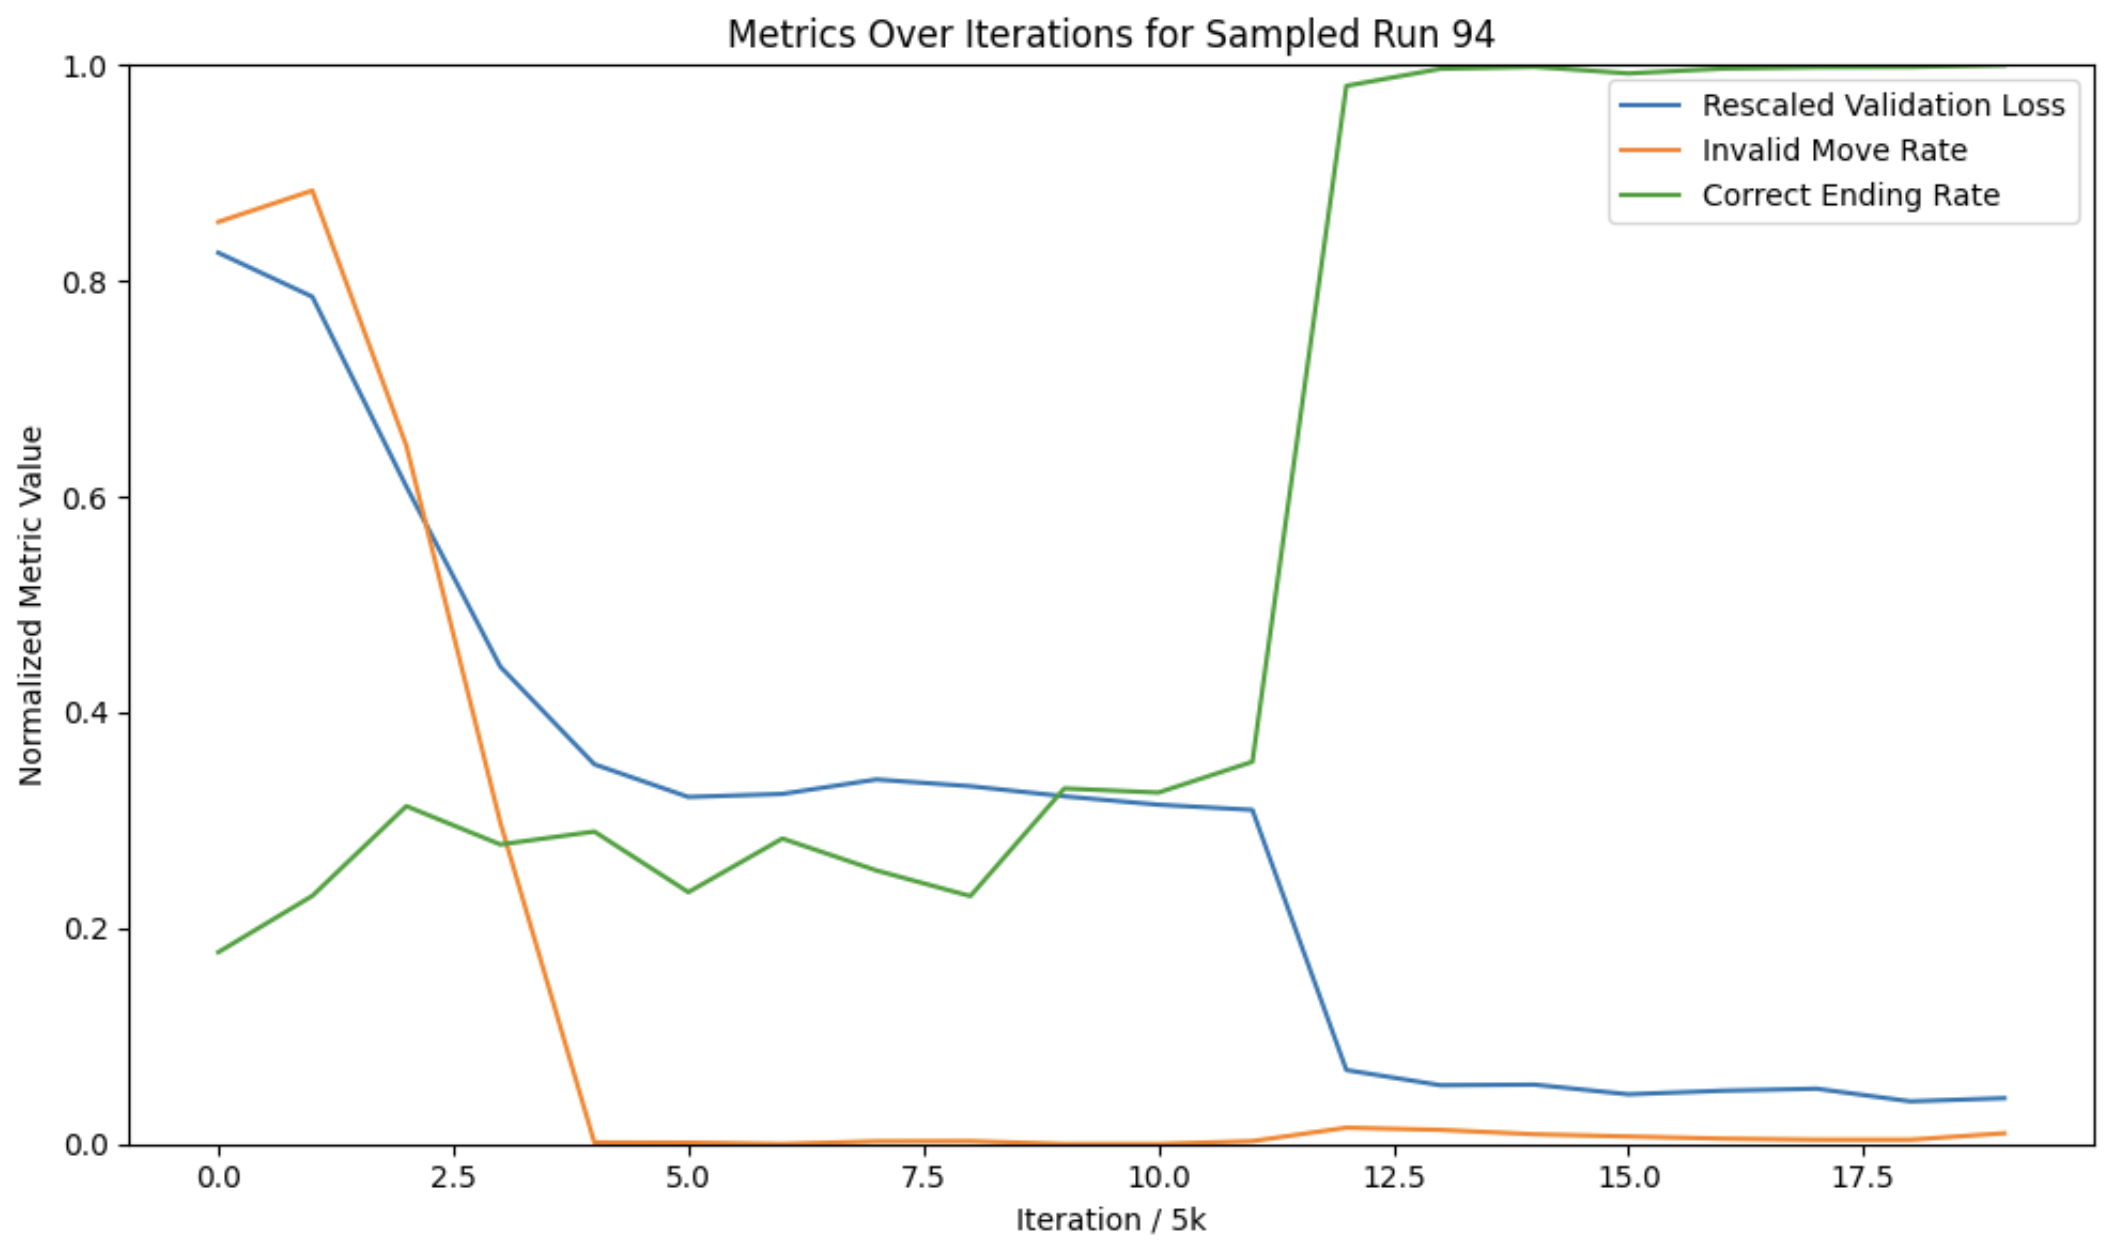 Metrics Over Iterations for Sampled Run 94
Normalized Metric Value
1.0
0.8
0.6
0.4
0.2
0.0
Rescaled Validation Loss
Invalid Move Rate
Correct Ending Rate
0.0 2.5 5.0 7.5 10.0 12.5 15.0 17.5
Iteration / 5k